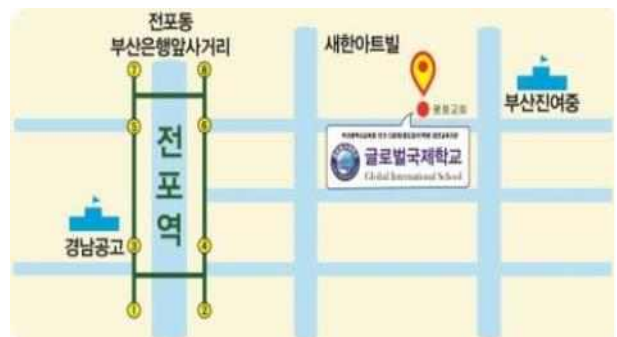 전포동
부산은행앞사거리
새한아트빌
⑦
⑧
부산진여중
⑤
⑥
전포역
글로벌국제학교
Global International School
경남공고
③
④
①
②